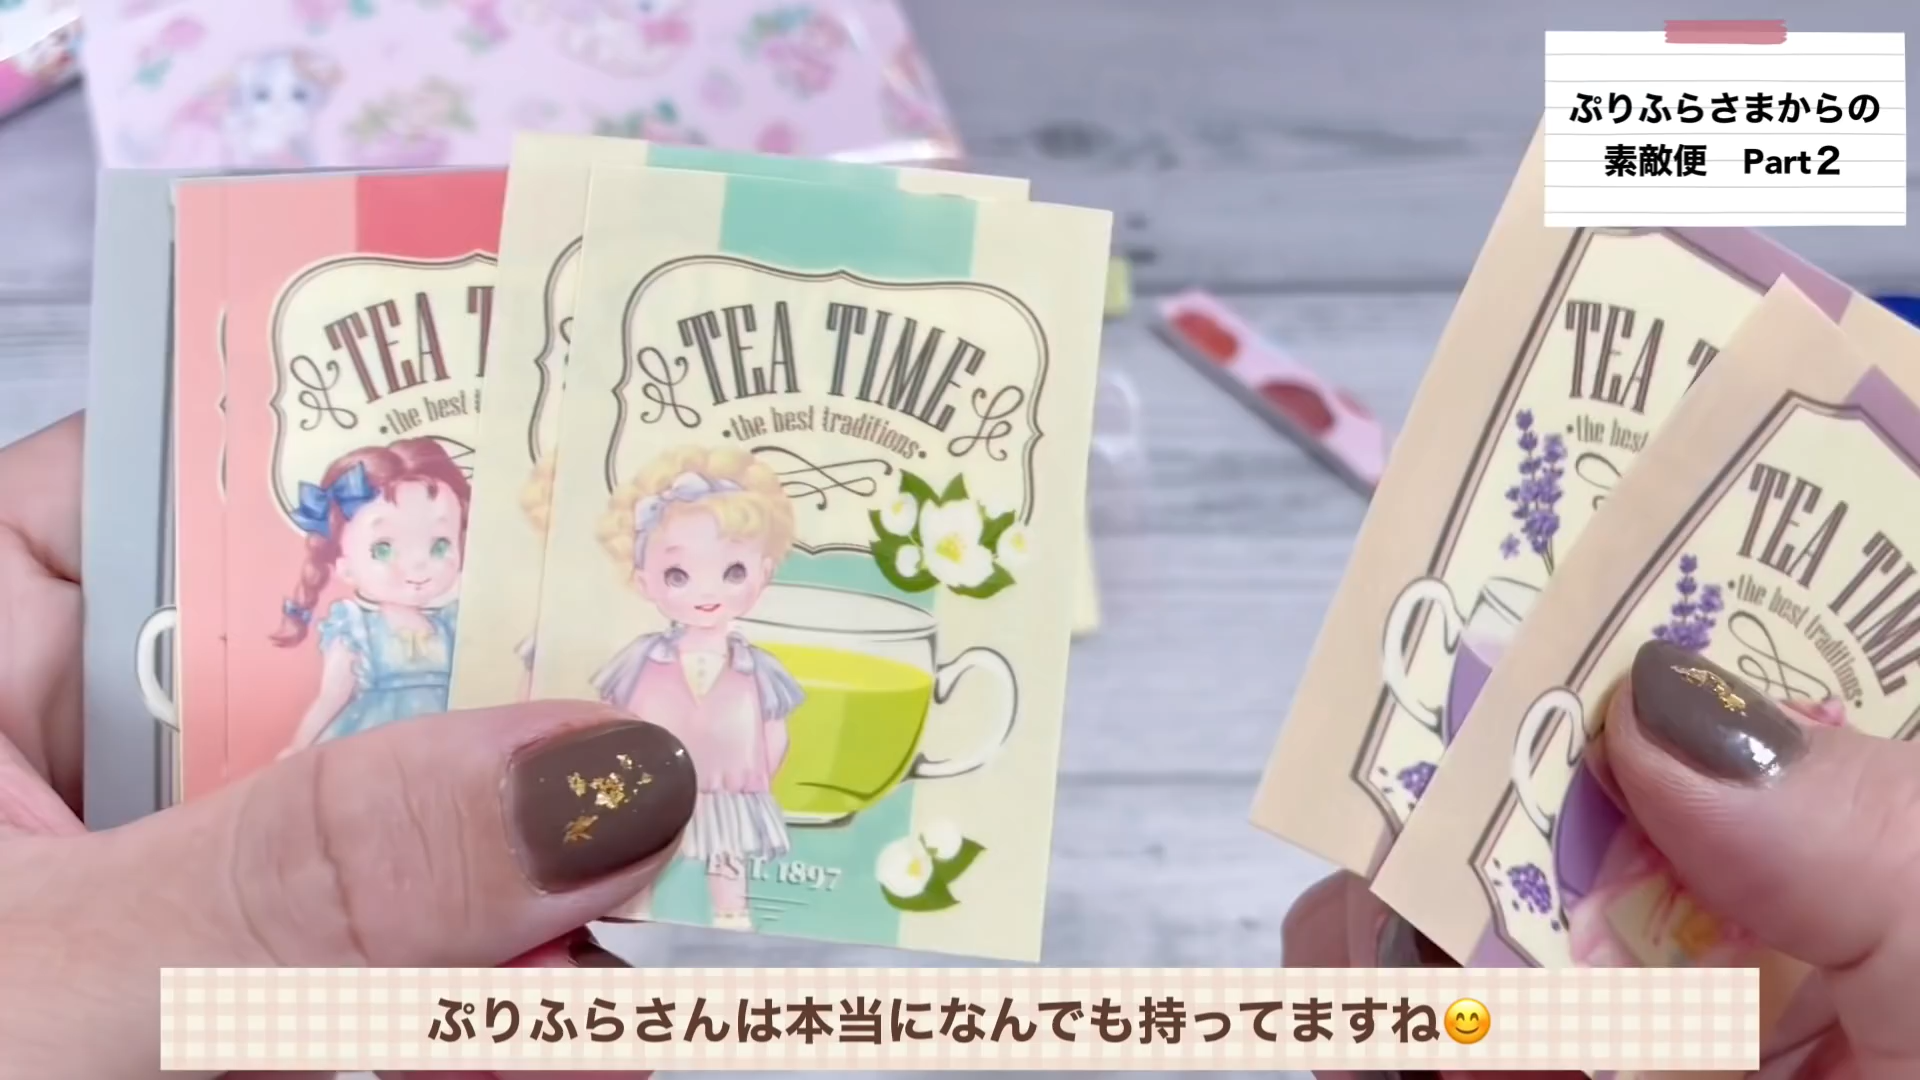 ぷりふらさまからの
素敵便　Part２
TEA T
•the best
TEA TIME
•the best traditions•
EST. 1897
TEA T
•the best
TEA TIME
•the best traditions•
ぷりふらさんは本当になんでも持ってますね😊